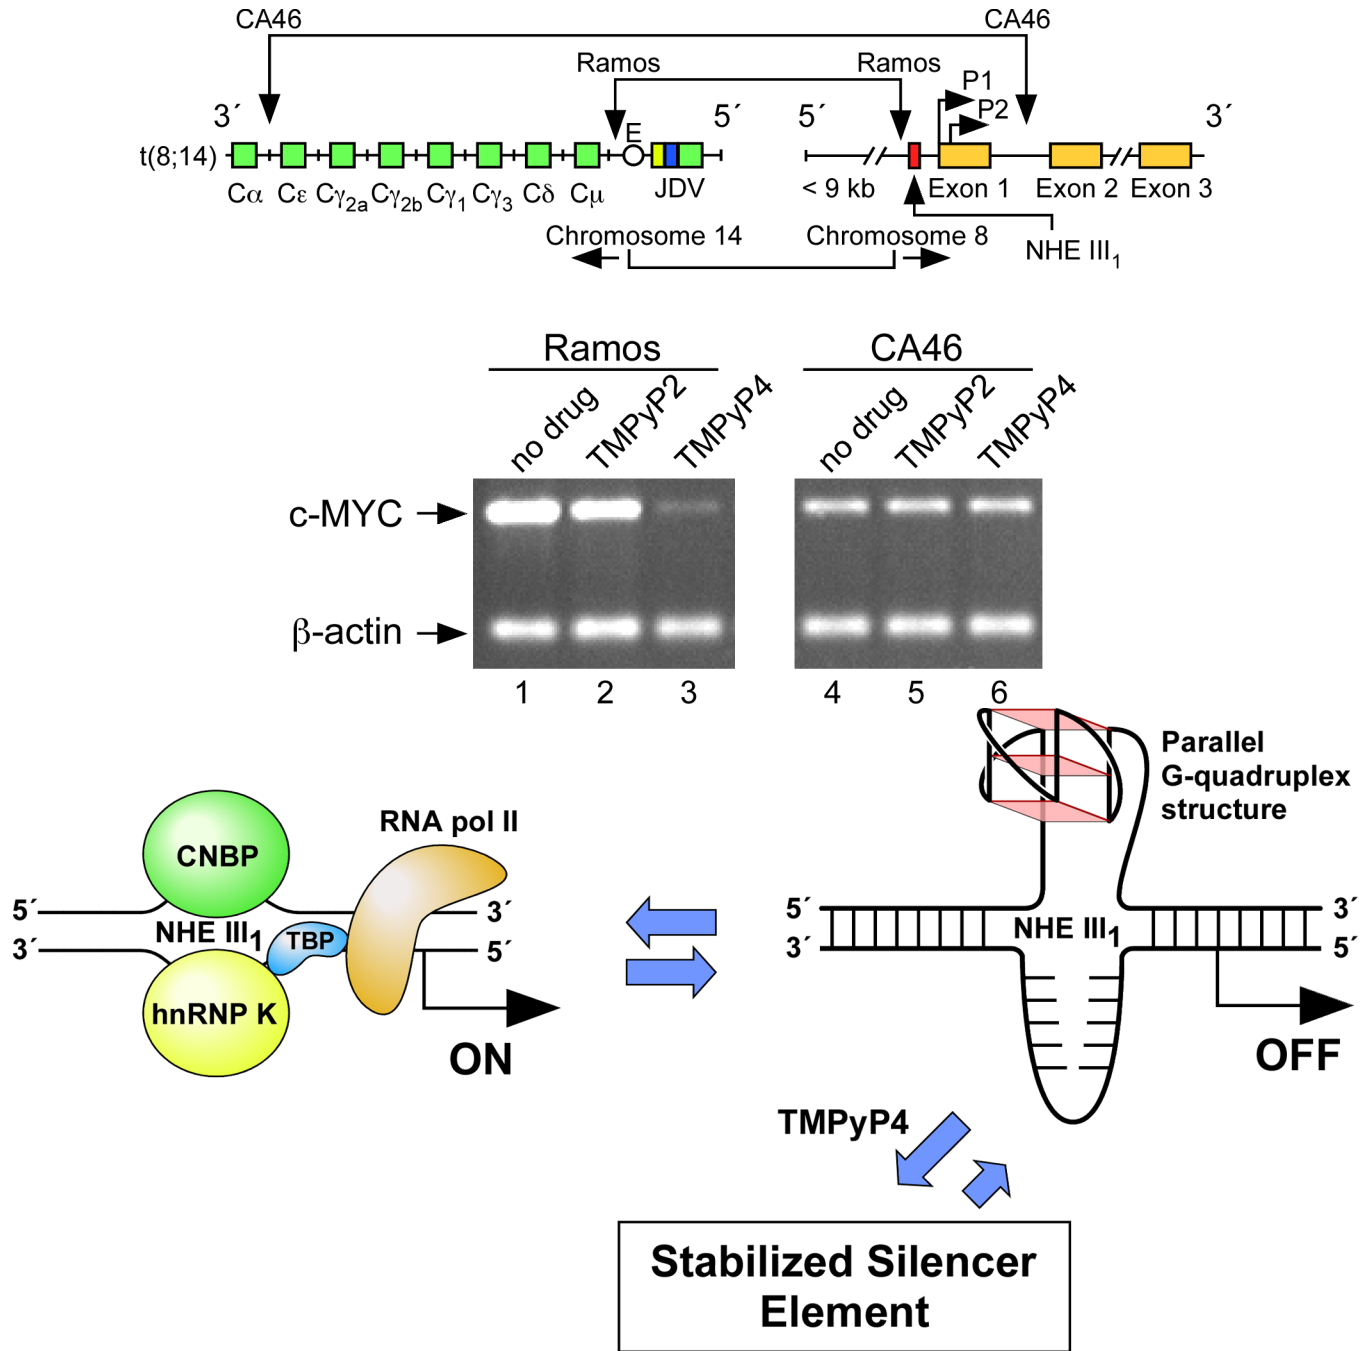 CA46 CA46
Ramos Ramos
P1
P2
3´ 5´ 5´ 3´
E
t(8;14)
Cα Cε Cγ2a Cγ2b Cγ1 Cγ3 Cδ Cμ JDV < 9 kb Exon 1 Exon 2 Exon 3
Chromosome 14 Chromosome 8
NHE III1
Ramos CA46
no drug TMPyP2 TMPyP4 no drug TMPyP2 TMPyP4
c-MYC
β-actin
1 2 3 4 5 6
Parallel
G-quadruplex
structure
RNA pol II
CNBP
5´ 3´ 5´ 3´
NHE III1 TBP NHE III1
3´ 5´ 3´ 5´
hnRNP K
ON OFF
TMPyP4
Stabilized Silencer
Element